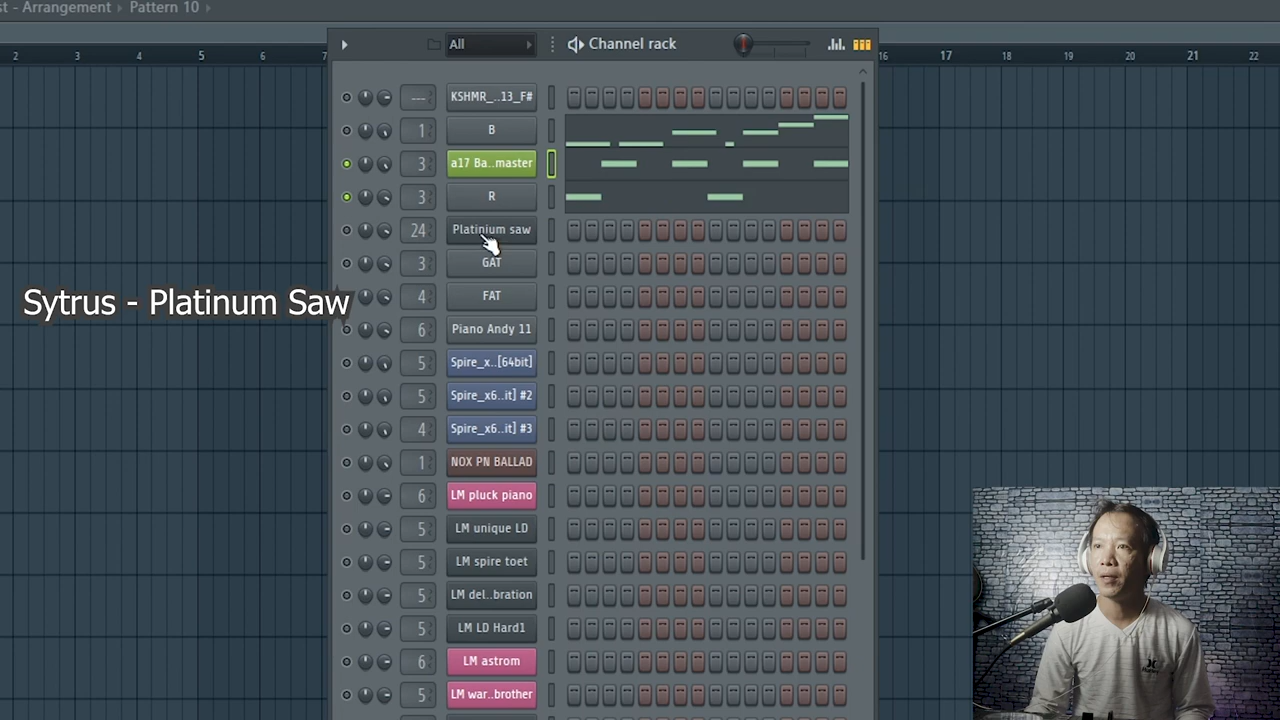 st - Arrangement › Pattern 10 ›
All
Channel rack
2 3 4 5 6 7 16 17 18 19 20 21 22
--- KSHMR_..13_F#
1 B
3 a17 Ba..master
3 R
24 Platinium saw
3 GAT
Sytrus - Platinum Saw
4 FAT
6 Piano Andy 11
5 Spire_x..[64bit]
5 Spire_x6..it] #2
4 Spire_x6..it] #3
1 NOX PN BALLAD
6 LM pluck piano
5 LM unique LD
5 LM spire toet
5 LM del..bration
5 LM LD Hard1
6 LM astrom
5 LM war..brother